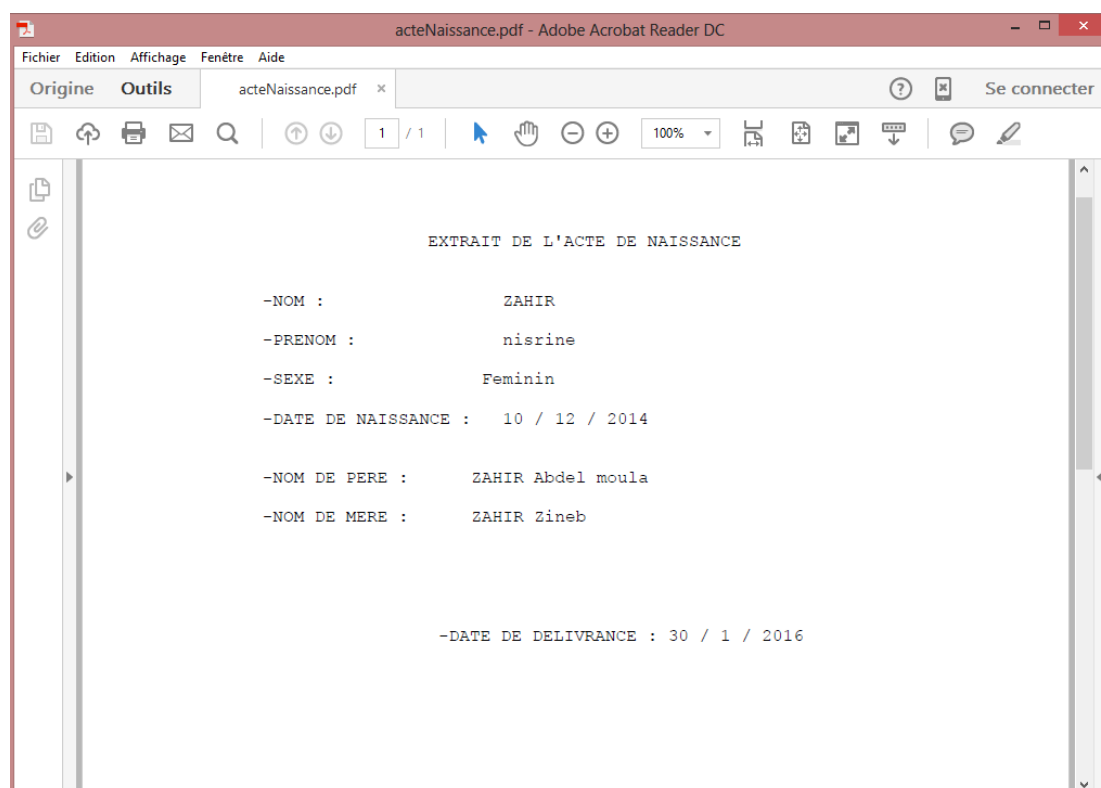 acteNaissance.pdf - Adobe Acrobat Reader DC
Fichier Edition Affichage Fenêtre Aide
Origine Outils acteNaissance.pdf × ? Se connecter
1 / 1 100%
EXTRAIT DE L'ACTE DE NAISSANCE
-NOM : ZAHIR
-PRENOM : nisrine
-SEXE : Feminin
-DATE DE NAISSANCE : 10 / 12 / 2014
-NOM DE PERE : ZAHIR Abdel moula
-NOM DE MERE : ZAHIR Zineb
-DATE DE DELIVRANCE : 30 / 1 / 2016